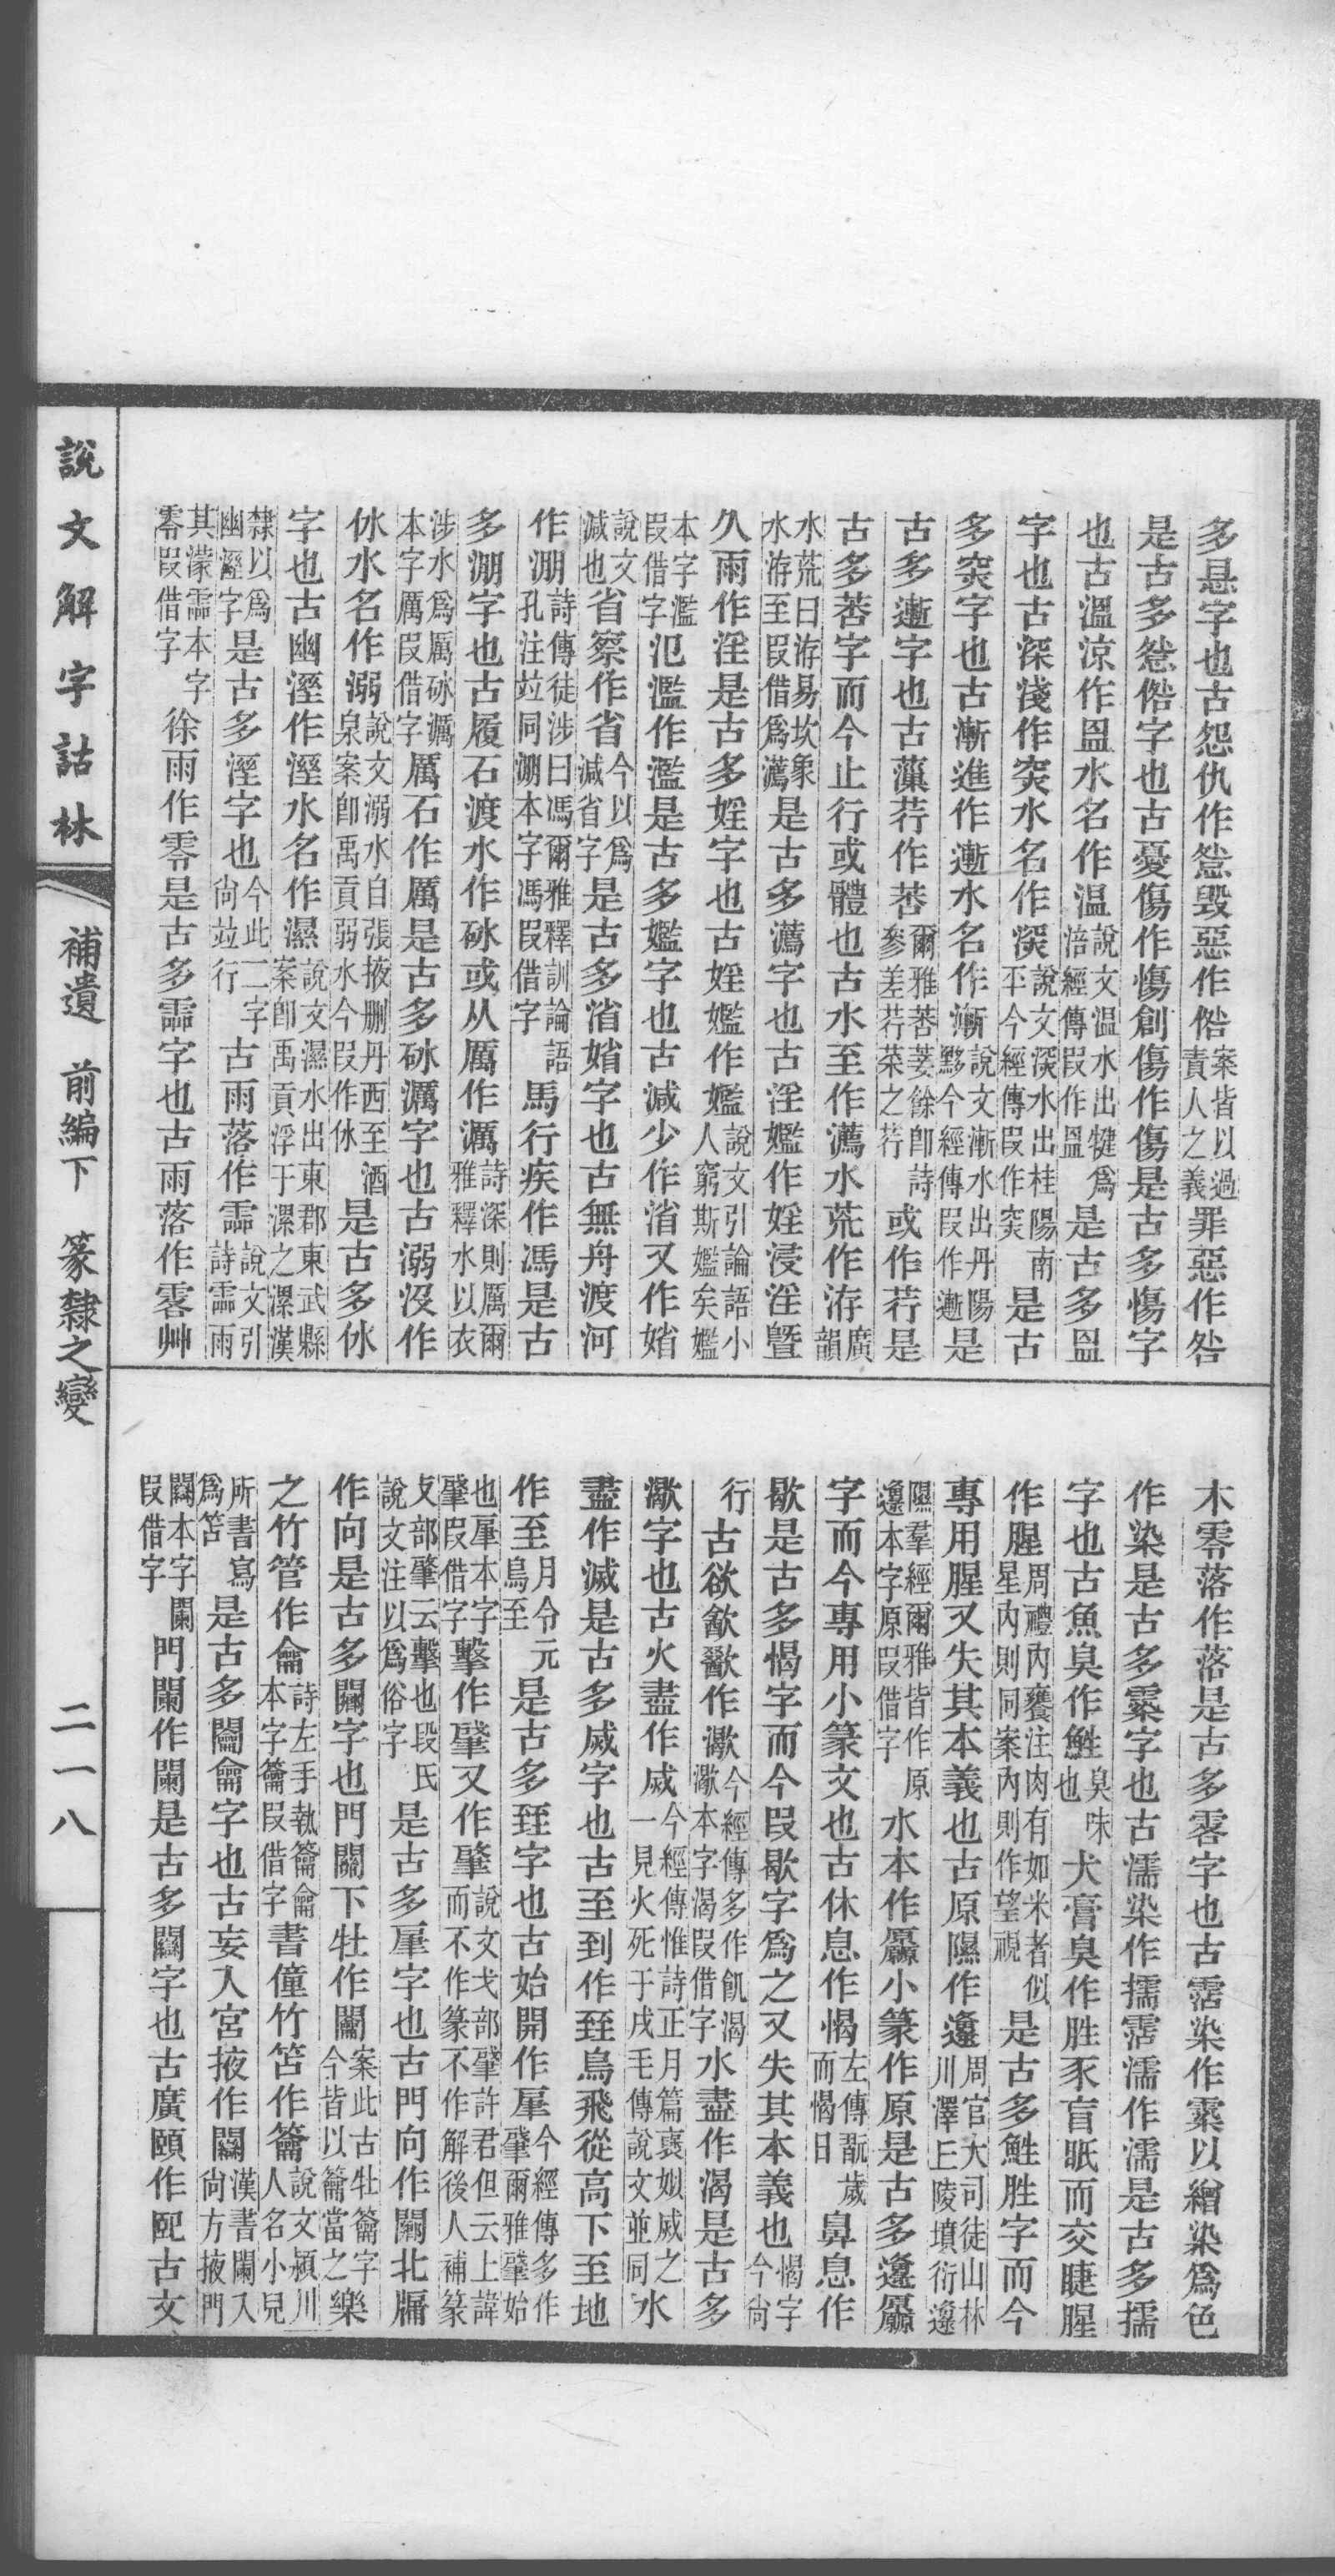 多惖字也古怨仇作䛄毀惡作俗案皆以過責人之義罪惡作咎
是古多䛄俗字也古憂傷作慯創傷作傷是古多慯字
也古溫涼作𥁕水名作温說文温水出犍爲涪經傳叚作𥁕是古多𥁕
字也古深淺作突水名作深說文深水出桂陽南平今經傳叚作突是古
多突字也古漸進作蹔水名作漸說文漸水出丹陽黟今經傳叚作蹔是
古多蹔字也古薻荇作莕爾雅莕菨餘卽詩參差荇菜之荇或作荇是
古多莕字而今止行或體也古水至作瀳水荒作洊廣韻
水荒曰洊易坎象水洊至叚借爲瀳是古多瀳字也古淫嬚作婬浸淫暨
久雨作淫是古多婬字也古婬嬚作嬚說文引論語小人窮斯嬚矣嬚
本字濫叚借字氾濫作濫是古多嬚字也古減少作渻又作媘
說文減也省察作省今以爲減省字是古多渻媘字也古無舟渡河
作淜詩傳徒涉曰馮爾雅釋訓論語孔注竝同淜本字馮叚借字馬行疾作馮是古
多淜字也古履石渡水作砅或从厲作濿詩深則厲爾雅釋水以衣
涉水爲厲砅濿本字厲叚借字厲石作厲是古多砅濿字也古溺沒作
㲻水名作溺說文溺水自張掖刪丹西至酒泉案卽禹貢弱水今叚作㲻是古多㲻
字也古幽溼作溼水名作濕說文濕水出東郡東武縣案卽禹貢浮于漯之漯漢
隸以爲幽溼字是古多溼字也今此二字尙竝行古雨落作霝說文引詩霝雨
其濛霝本字零叚借字徐雨作零是古多霝字也古雨落作零艸
木零落作落是古多零字也古霑染作𩆵以繒染爲色
作染是古多𩆵字也古濡染作擩霑濡作濡是古多擩
字也古魚臭作鮏臭味也犬膏臭作胜豕盲眂而交睫腥
作腥周禮內饔注肉有如米者似星內則同案內則作望視是古多鮏胜字而今
專用腥又失其本義也古原隰作邍周官大司徒山林川澤丘陵墳衍邍
隰羣經爾雅皆作原邍本字原叚借字水本作厵小篆作原是古多邍厵
字而今專用小篆文也古休息作愒左傳翫歲而愒日鼻息作
歇是古多愒字而今叚歇字爲之又失其本義也愒字今尙
行古欲歙歠作㵣今經傳多作飢渴㵣本字渴叚借字水盡作渴是古多
㵣字也古火盡作烕今經傳惟詩正月篇褒姒烕之一見火死于戌毛傳說文並同水
盡作滅是古多烕字也古至到作臸鳥飛從高下至地
作至月令元鳥至是古多臸字也古始開作肁今經傳多作肇爾雅肇始
也肁本字肇叚借字擊作肈又作肇說文戈部肈許君但云上諱而不作篆不作解後人補篆
攴部肇云擊也段氏說文注以爲俗字是古多肁字也古門向作闗北牖
作向是古多闗字也門關下牡作闟案此古牡籥字今皆以籥當之樂
之竹管作龠詩左手執籥龠本字籥叚借字書僮竹笘作籥說文潁川人名小兒
所書寫爲笘是古多闟龠字也古妄入宮掖作闌漢書闌入尙方掖門
闌本字闌叚借字門闌作闌是古多闌字也古廣頤作𦣞古文
說文解字詁林
補遺 前編下 篆隸之變
二一八